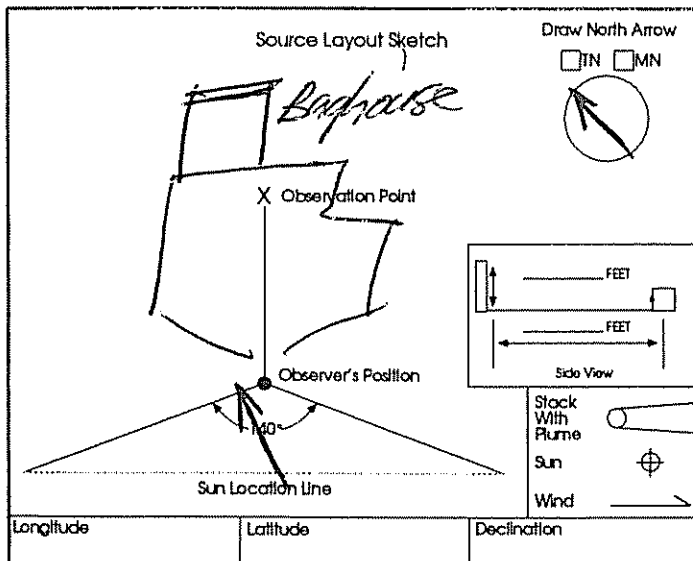 Draw North Arrow
Source Layout Sketch
TN MN
Baghouse
X Observation Point
FEET
FEET
Side View
Observer's Position
140°
Sun Location Line
Stack
With
Plume
Sun
Wind
Longitude
Latitude
Declination